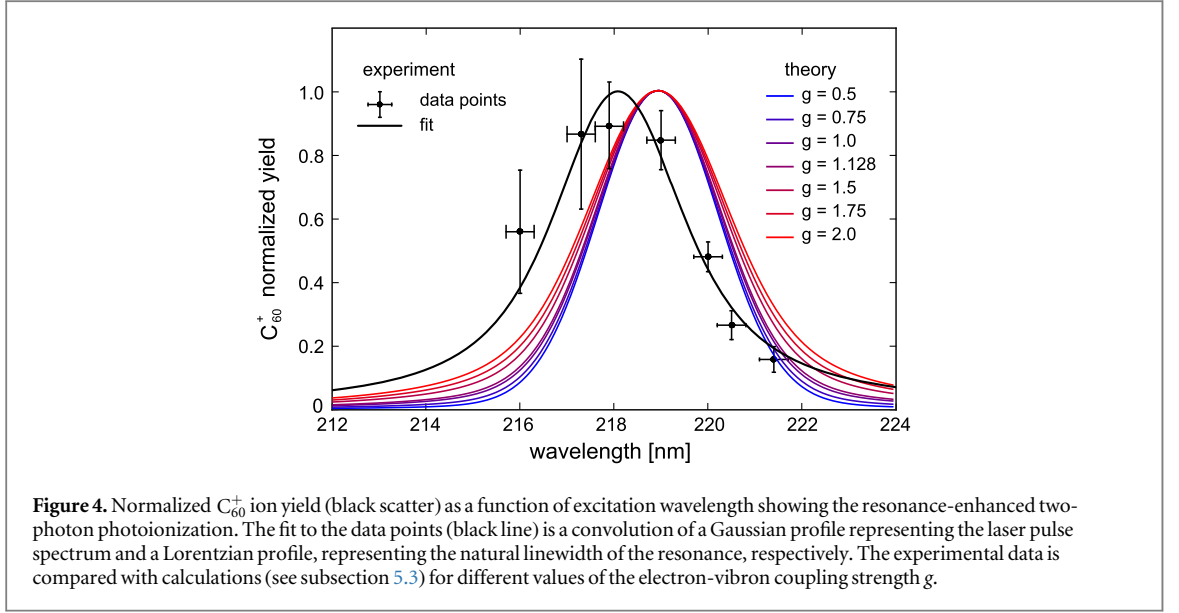 experiment
data points
fit
theory
g = 0.5
g = 0.75
g = 1.0
g = 1.128
g = 1.5
g = 1.75
g = 2.0
C₆₀⁺ normalized yield
1.0
0.8
0.6
0.4
0.2
0
212 214 216 218 220 222 224
wavelength [nm]
Figure 4. Normalized C₆₀⁺ ion yield (black scatter) as a function of excitation wavelength showing the resonance-enhanced two-
photon photoionization. The fit to the data points (black line) is a convolution of a Gaussian profile representing the laser pulse
spectrum and a Lorentzian profile, representing the natural linewidth of the resonance, respectively. The experimental data is
compared with calculations (see subsection 5.3) for different values of the electron-vibron coupling strength g.